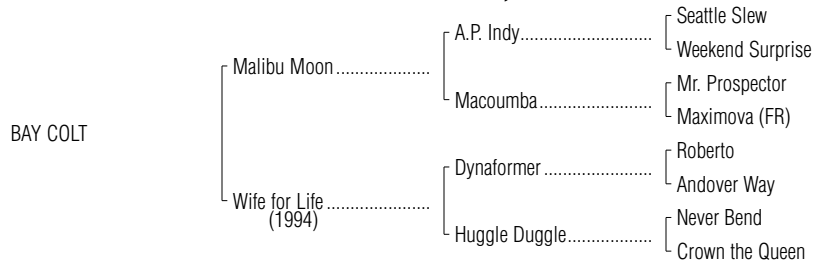 Seattle Slew
A.P. Indy
Weekend Surprise
Malibu Moon
Mr. Prospector
Macoumba
Maximova (FR)
BAY COLT
Roberto
Dynaformer
Andover Way
Wife for Life
(1994)
Never Bend
Huggle Duggle
Crown the Queen